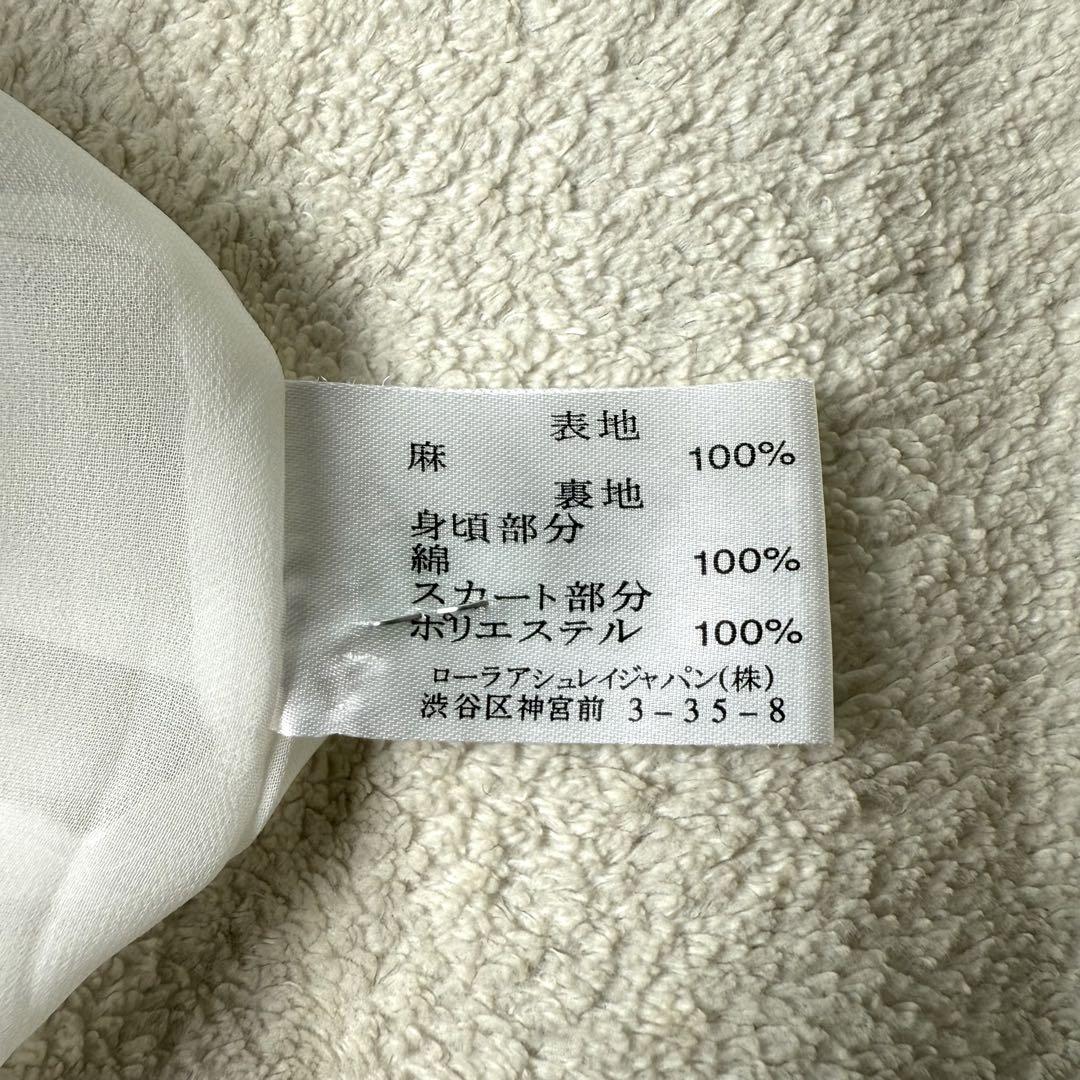 表地
麻 100%
裏地
身頃部分
綿 100%
スカート部分
ポリエステル 100%
ローラアシュレイジャパン(株)
渋谷区神宮前 3-35-8